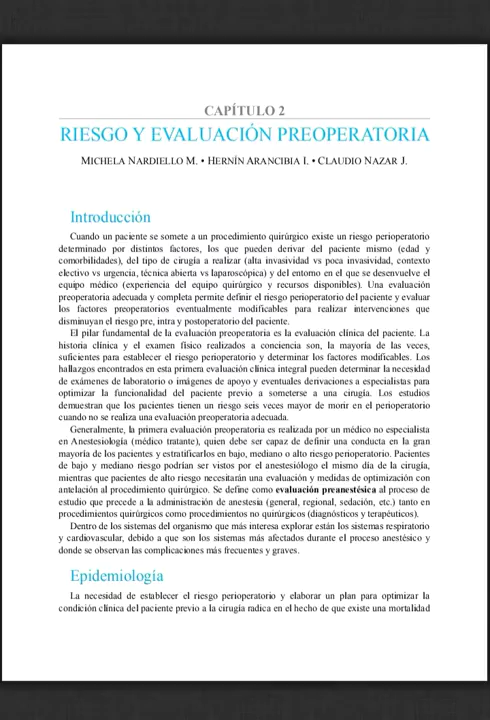 CAPÍTULO 2
RIESGO Y EVALUACIÓN PREOPERATORIA
MICHELA NARDIELLO M. • HERNÍN ARANCIBIA I. • CLAUDIO NAZAR J.
Introducción
Cuando un paciente se somete a un procedimiento quirúrgico existe un riesgo perioperatorio
determinado por distintos factores, los que pueden derivar del paciente mismo (edad y
comorbilidades), del tipo de cirugía a realizar (alta invasividad vs poca invasividad, contexto
electivo vs urgencia, técnica abierta vs laparoscópica) y del entorno en el que se desenvuelve el
equipo médico (experiencia del equipo quirúrgico y recursos disponibles). Una evaluación
preoperatoria adecuada y completa permite definir el riesgo perioperatorio del paciente y evaluar
los factores preoperatorios eventualmente modificables para realizar intervenciones que
disminuyan el riesgo pre, intra y postoperatorio del paciente.
El pilar fundamental de la evaluación preoperatoria es la evaluación clínica del paciente. La
historia clínica y el examen físico realizados a conciencia son, la mayoría de las veces,
suficientes para establecer el riesgo perioperatorio y determinar los factores modificables. Los
hallazgos encontrados en esta primera evaluación clínica integral pueden determinar la necesidad
de exámenes de laboratorio o imágenes de apoyo y eventuales derivaciones a especialistas para
optimizar la funcionalidad del paciente previo a someterse a una cirugía. Los estudios
demuestran que los pacientes tienen un riesgo seis veces mayor de morir en el perioperatorio
cuando no se realiza una evaluación preoperatoria adecuada.
Generalmente, la primera evaluación preoperatoria es realizada por un médico no especialista
en Anestesiología (médico tratante), quien debe ser capaz de definir una conducta en la gran
mayoría de los pacientes y estratificarlos en bajo, mediano o alto riesgo perioperatorio. Pacientes
de bajo y mediano riesgo podrían ser vistos por el anestesiólogo el mismo día de la cirugía,
mientras que pacientes de alto riesgo necesitarán una evaluación y medidas de optimización con
antelación al procedimiento quirúrgico. Se define como evaluación preanestésica al proceso de
estudio que precede a la administración de anestesia (general, regional, sedación, etc.) tanto en
procedimientos quirúrgicos como procedimientos no quirúrgicos (diagnósticos y terapéuticos).
Dentro de los sistemas del organismo que más interesa explorar están los sistemas respiratorio
y cardiovascular, debido a que son los sistemas más afectados durante el proceso anestésico y
donde se observan las complicaciones más frecuentes y graves.
Epidemiología
La necesidad de establecer el riesgo perioperatorio y elaborar un plan para optimizar la
condición clínica del paciente previo a la cirugía radica en el hecho de que existe una mortalidad